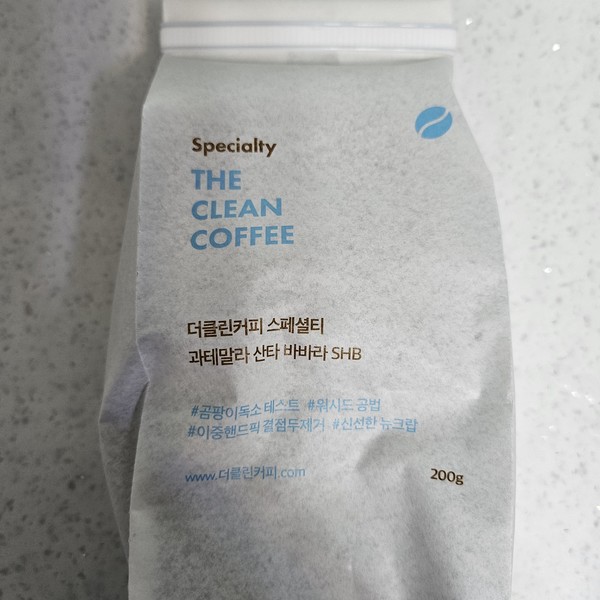 Specialty
THE
CLEAN
COFFEE
더클린커피 스페셜티
과테말라 산타 바바라 SHB
#곰팡이독소 테스트 #워시드 공법
#이중핸드픽 결점두제거 #신선한 뉴크랍
www.더클린커피.com
200g